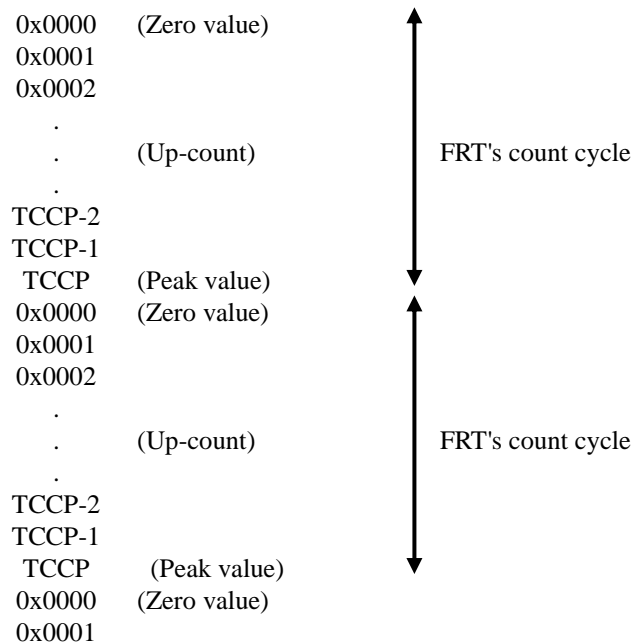 0x0000 (Zero value)
0x0001
0x0002
.
. (Up-count) FRT's count cycle
.
TCCP-2
TCCP-1
TCCP (Peak value)
0x0000 (Zero value)
0x0001
0x0002
.
. (Up-count) FRT's count cycle
.
TCCP-2
TCCP-1
TCCP (Peak value)
0x0000 (Zero value)
0x0001